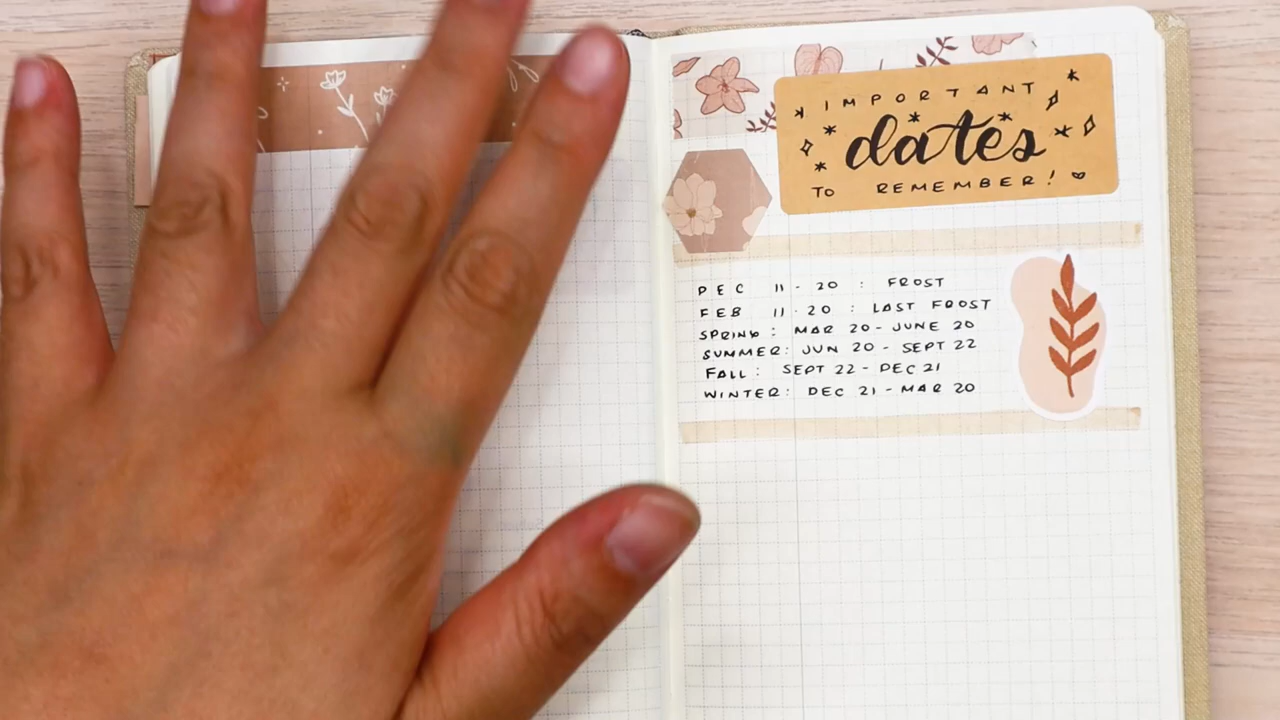 IMPORTANT
dates
TO REMEMBER!
DEC 11 - 20 : FROST
FEB 11 - 20 : LAST FROST
SPRING : MAR 20 - JUNE 20
SUMMER: JUN 20 - SEPT 22
FALL : SEPT 22 - DEC 21
WINTER: DEC 21 - MAR 20